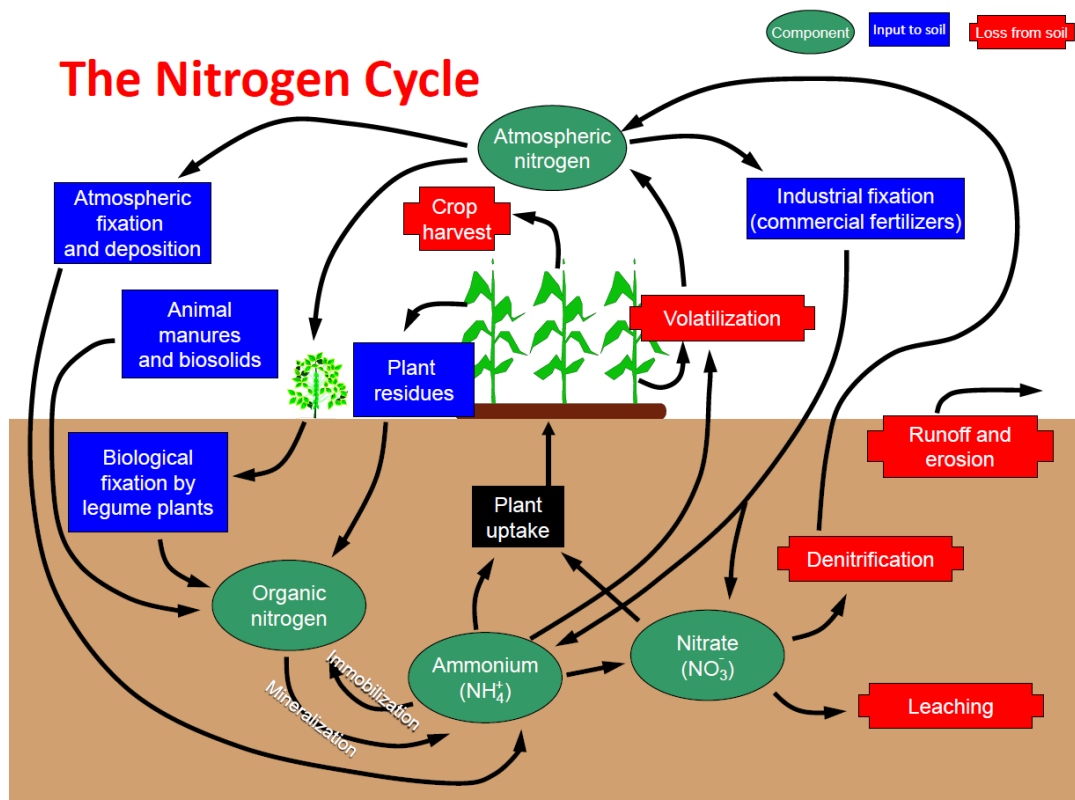 Component
Input to soil
Loss from soil
The Nitrogen Cycle
Atmospheric
nitrogen
Atmospheric
fixation
and deposition
Crop
harvest
Industrial fixation
(commercial fertilizers)
Animal
manures
and biosolids
Volatilization
Plant
residues
Runoff and
erosion
Biological
fixation by
legume plants
Plant
uptake
Denitrification
Organic
nitrogen
Ammonium
(NH₄⁺)
Nitrate
(NO₃⁻)
Immobilization
Mineralization
Leaching